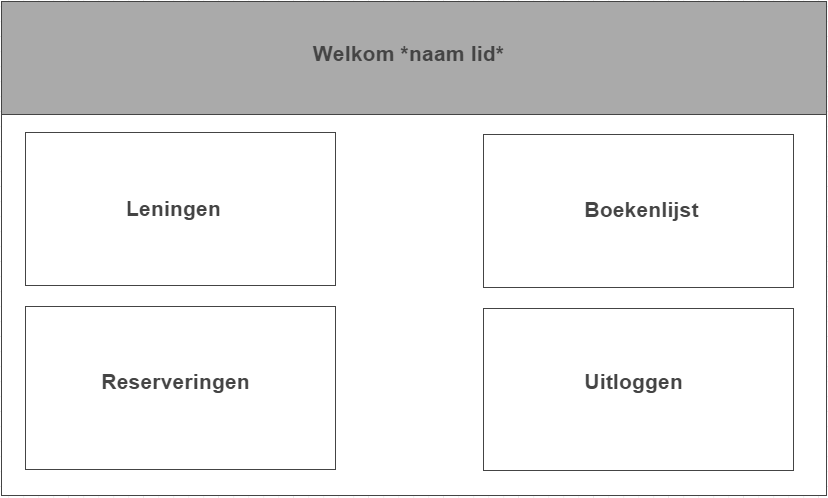 Welkom *naam lid*
Leningen
Boekenlijst
Reserveringen
Uitloggen